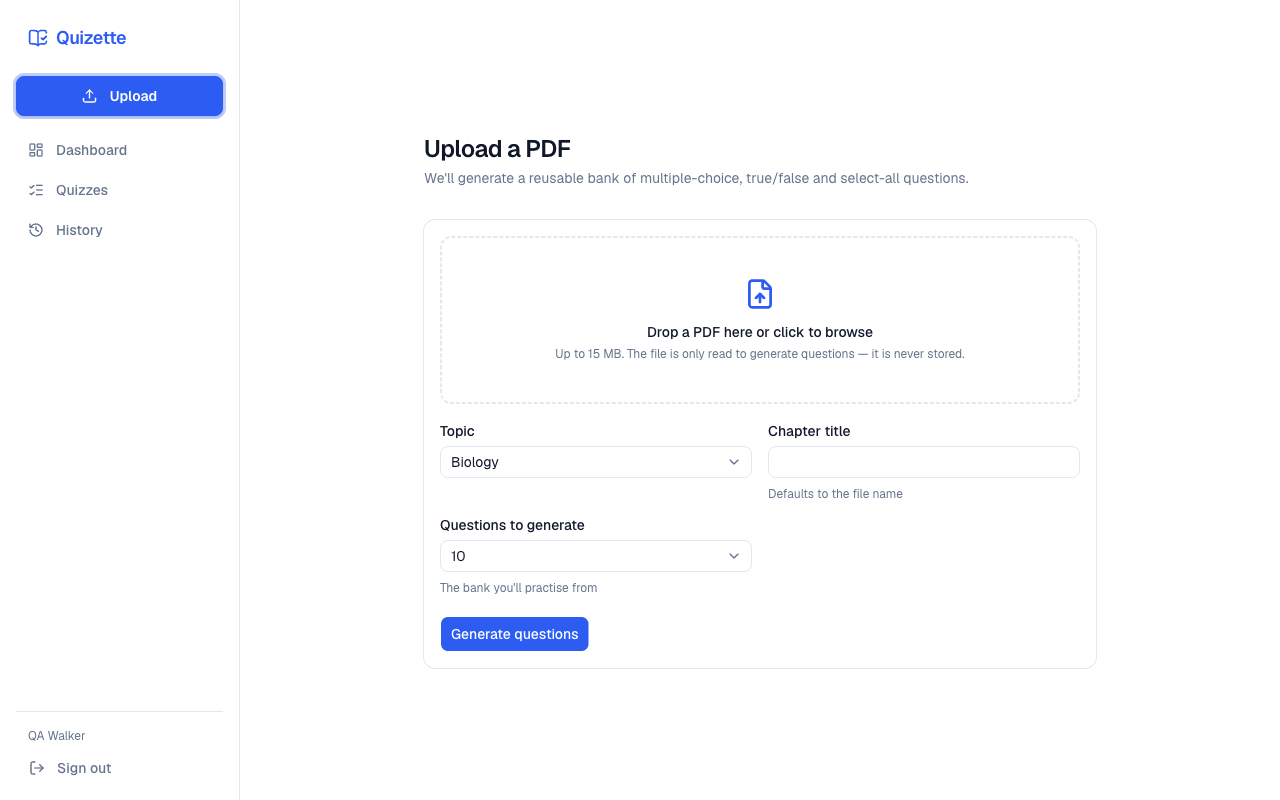 Quizette
Upload
Dashboard
Quizzes
History
QA Walker
Sign out
Upload a PDF
We'll generate a reusable bank of multiple-choice, true/false and select-all questions.
Drop a PDF here or click to browse
Up to 15 MB. The file is only read to generate questions — it is never stored.
Topic
Biology
Chapter title
Defaults to the file name
Questions to generate
10
The bank you'll practise from
Generate questions